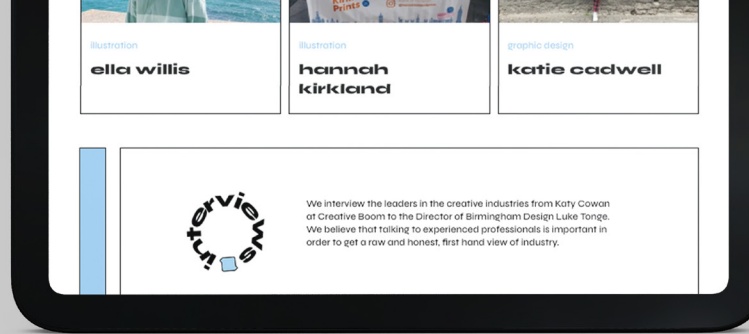 Kirkland
Prints
illustration
illustration
graphic design
ella willis
hannah
katie cadwell
kirkland
interviews
We interview the leaders in the creative industries from Katy Cowan
at Creative Boom to the Director of Birmingham Design Luke Tonge.
We believe that talking to experienced professionals is important in
order to get a raw and honest, first hand view of industry.